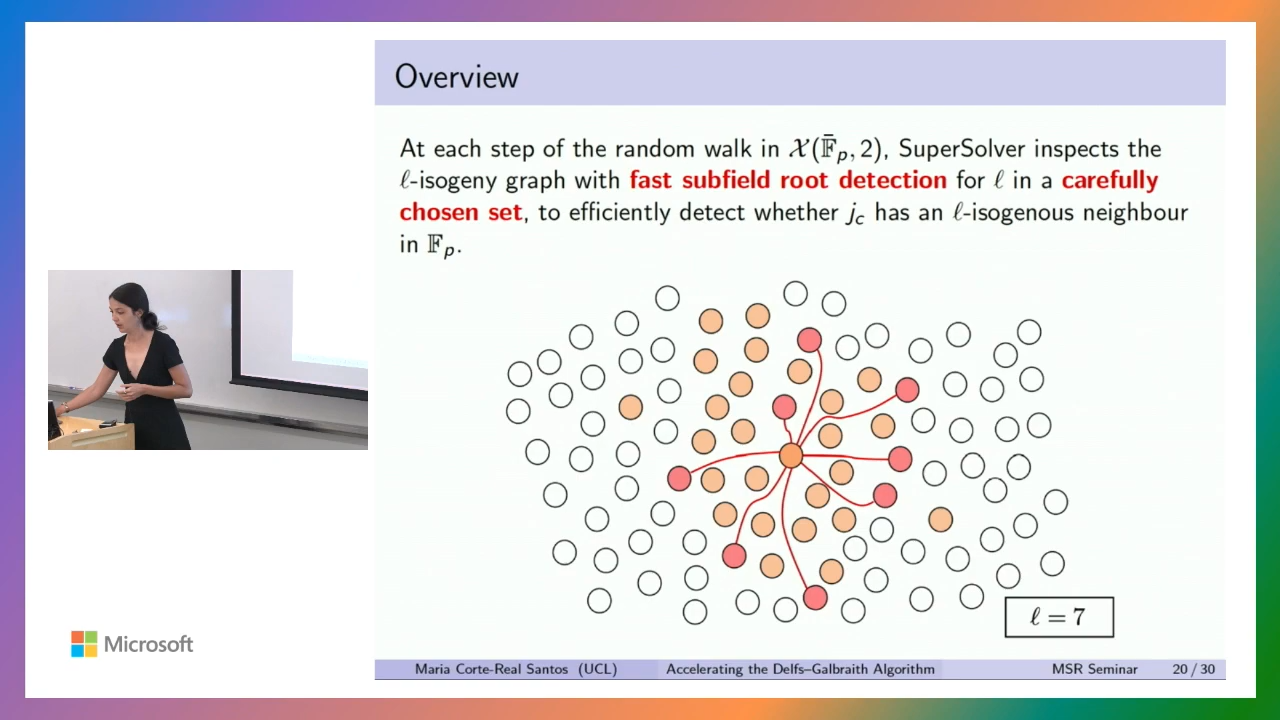 Overview
At each step of the random walk in 𝒳(𝔽̄ₚ, 2), SuperSolver inspects the
ℓ-isogeny graph with fast subfield root detection for ℓ in a carefully
chosen set, to efficiently detect whether j_c has an ℓ-isogenous neighbour
in 𝔽ₚ.
ℓ = 7
Microsoft
Maria Corte-Real Santos (UCL) Accelerating the Delfs–Galbraith Algorithm MSR Seminar 20 / 30